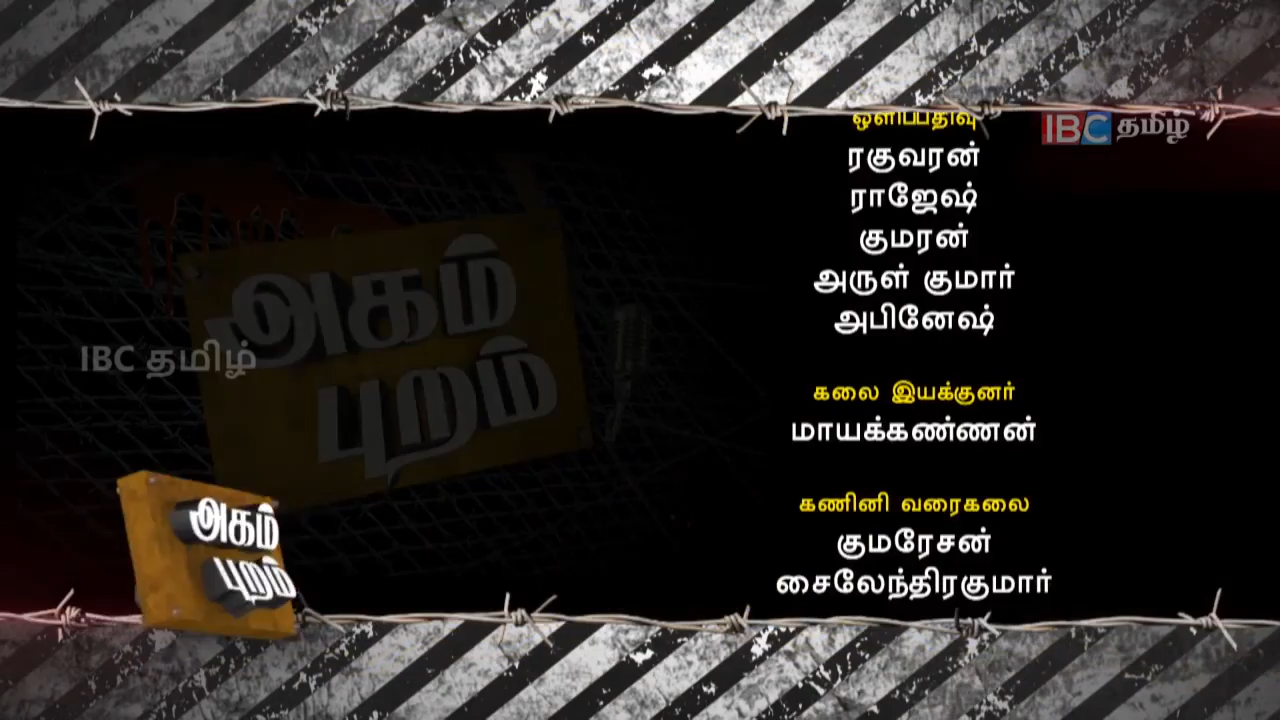 ஒளிப்பதிவு
IBC தமிழ்
ரகுவரன்
ராஜேஷ்
குமரன்
அருள் குமார்
அபினேஷ்
அகம்
புறம்
IBC தமிழ்
கலை இயக்குனர்
மாயக்கண்ணன்
கணினி வரைகலை
குமரேசன்
சைலேந்திரகுமார்
அகம்
புறம்